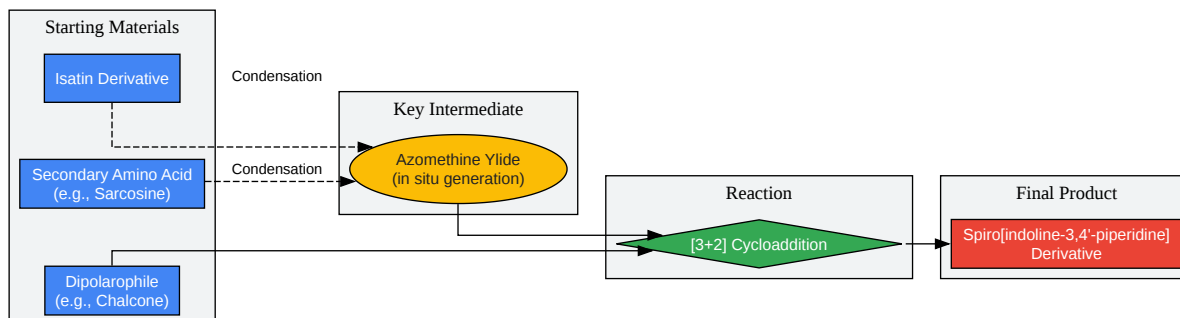 Starting Materials
Isatin Derivative
Condensation
Key Intermediate
Azomethine Ylide
(in situ generation)
Secondary Amino Acid
(e.g., Sarcosine)
Condensation
Reaction
[3+2] Cycloaddition
Final Product
Spiro[indoline-3,4'-piperidine]
Derivative
Dipolarophile
(e.g., Chalcone)